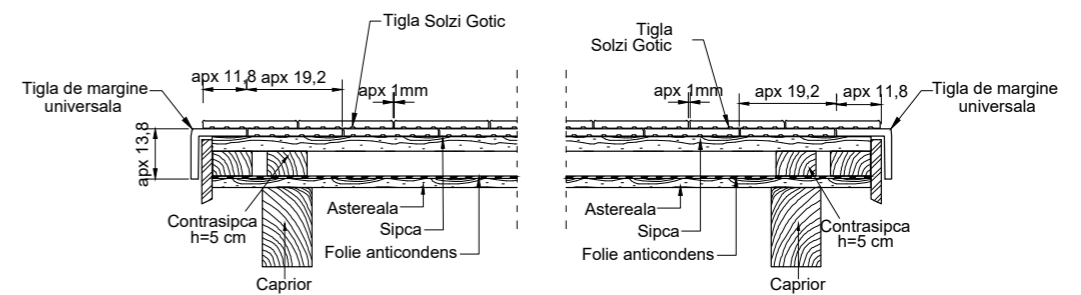 Tigla Solzi Gotic
Tigla
Solzi Gotic
apx 11,8
apx 19,2
Tigla de margine
universala
apx 1mm
apx 1mm
apx 19,2
apx 11,8
Tigla de margine
universala
apx 13,8
Contrasipca
h=5 cm
Astereala
Sipca
Folie anticondens
Caprior
Astereala
Sipca
Folie anticondens
Contrasipca
h=5 cm
Caprior